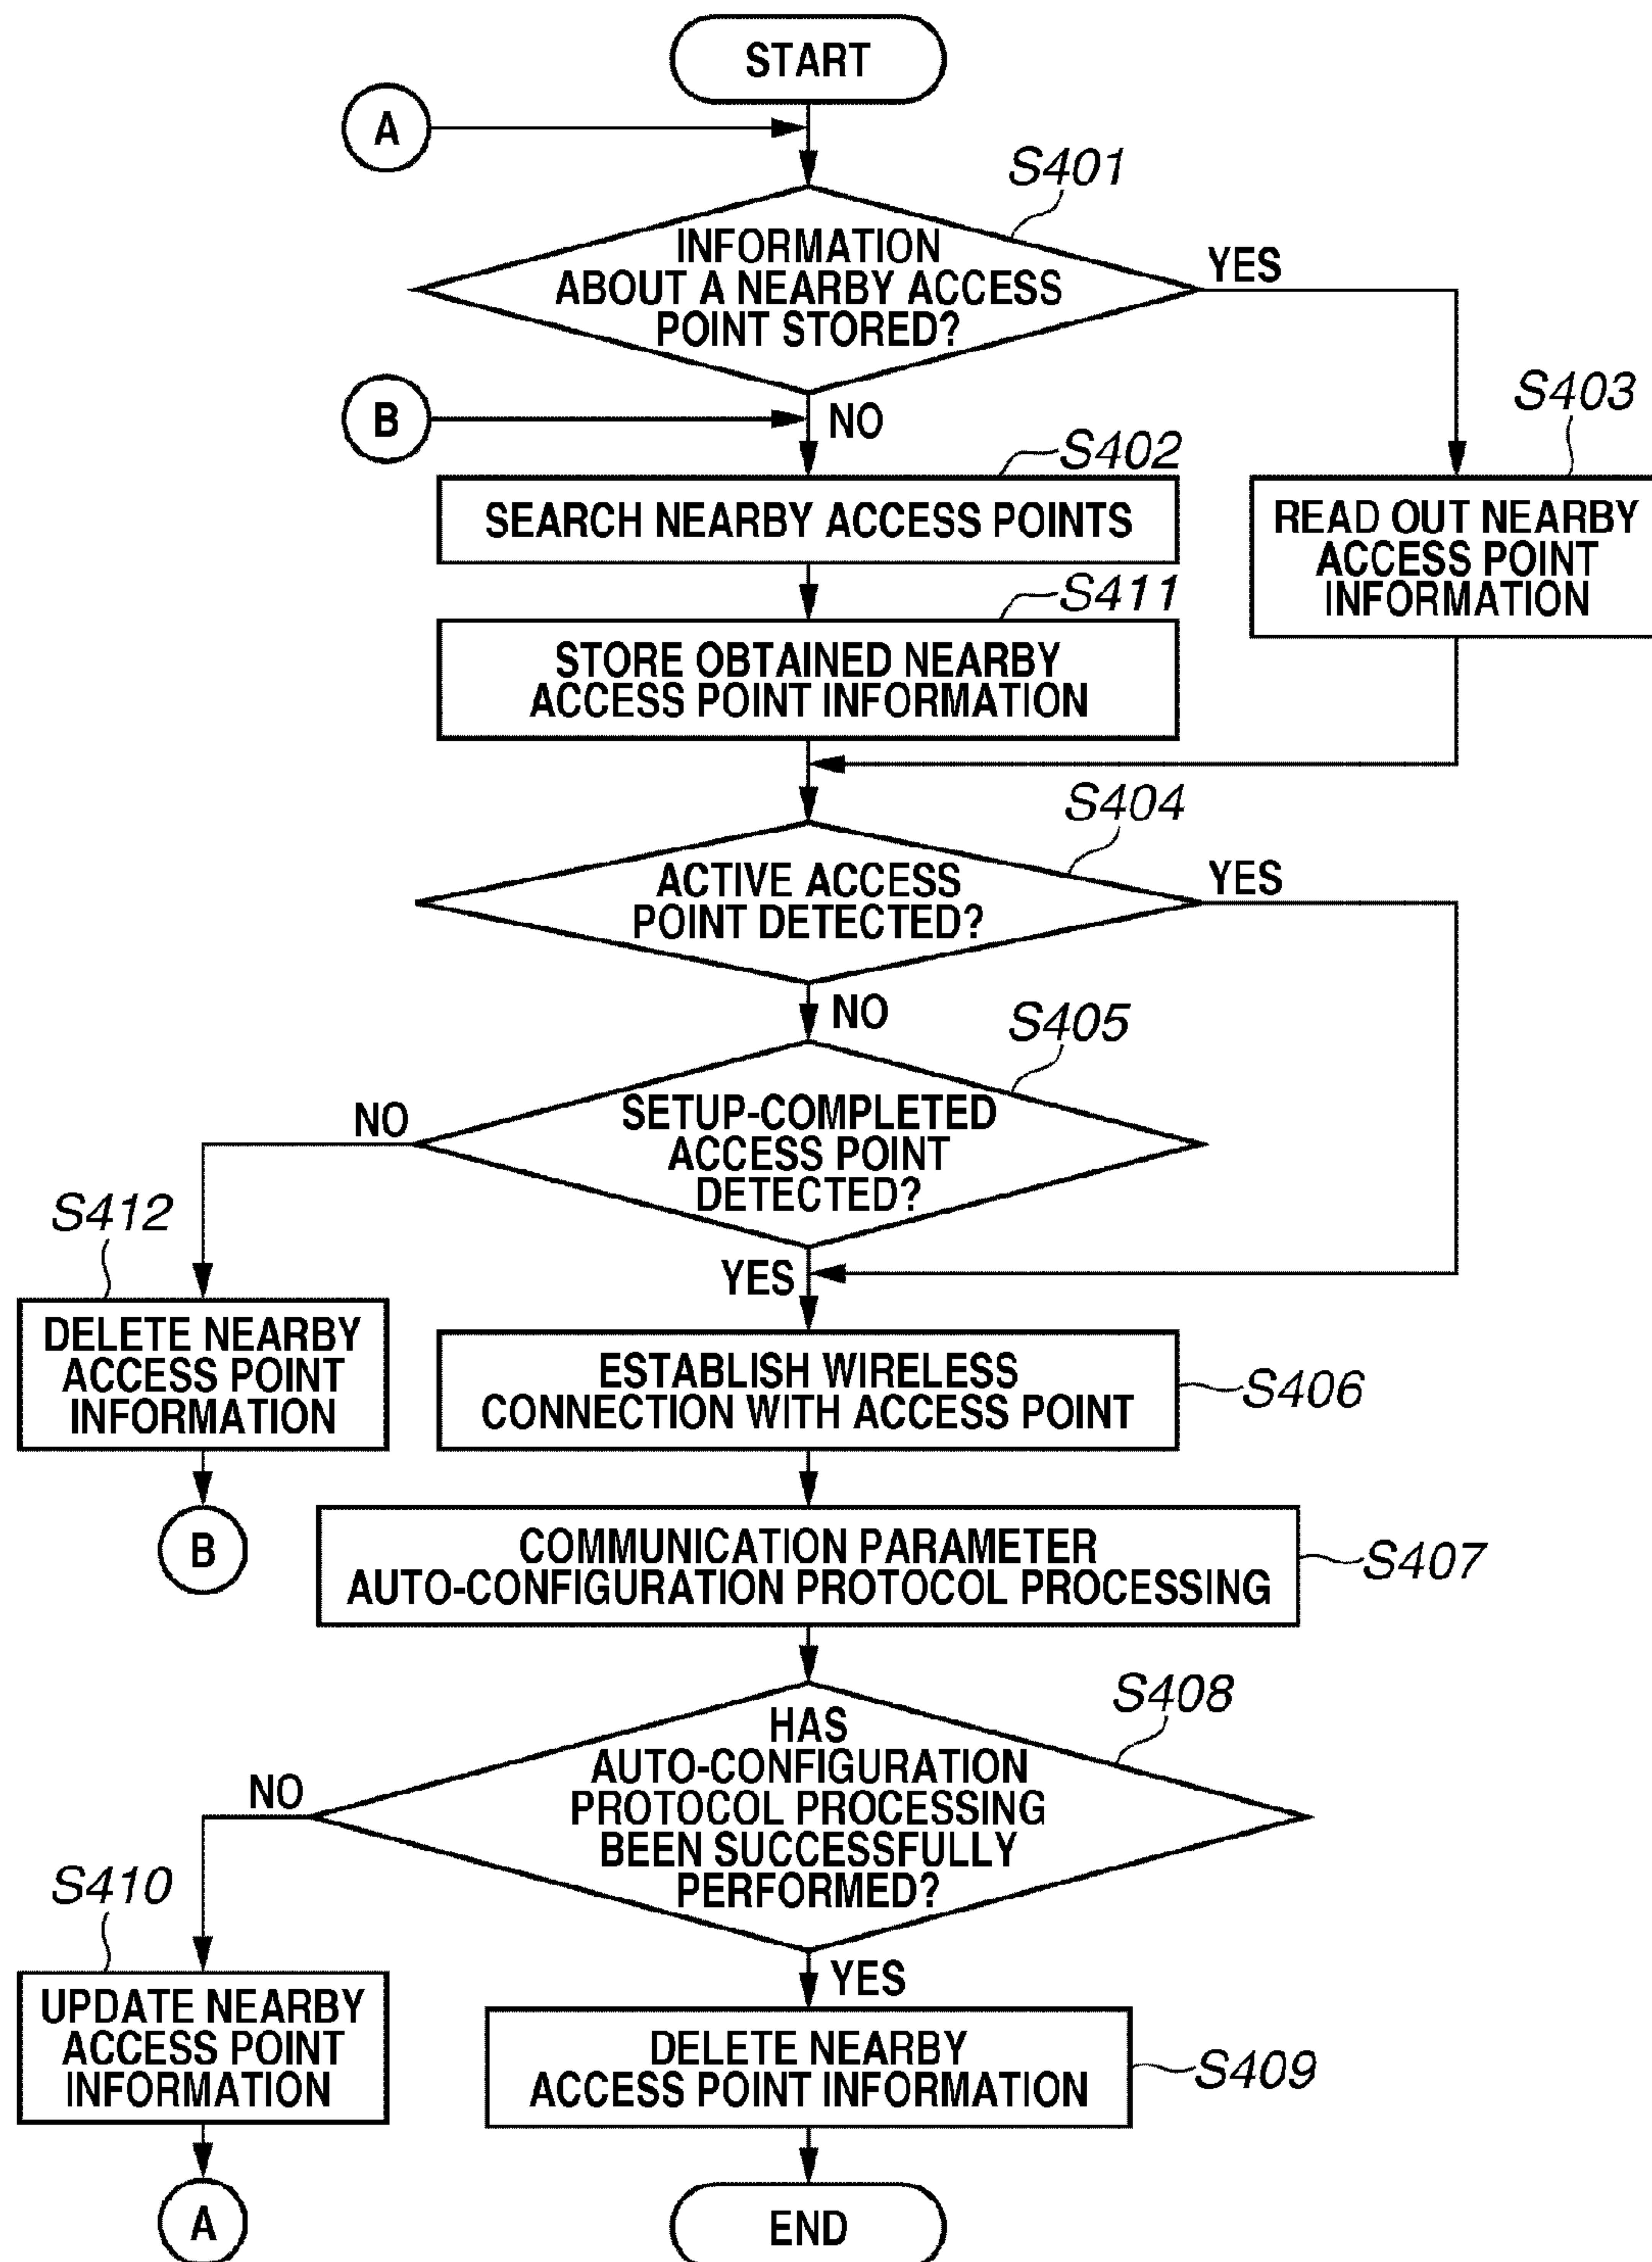 START
A
S401
INFORMATION
ABOUT A NEARBY ACCESS
POINT STORED?
YES
B
NO
S402
SEARCH NEARBY ACCESS POINTS
S403
READ OUT NEARBY
ACCESS POINT
INFORMATION
S411
STORE OBTAINED NEARBY
ACCESS POINT INFORMATION
S404
ACTIVE ACCESS
POINT DETECTED?
YES
NO
S405
SETUP-COMPLETED
ACCESS POINT
DETECTED?
NO
YES
S412
DELETE NEARBY
ACCESS POINT
INFORMATION
B
ESTABLISH WIRELESS
CONNECTION WITH ACCESS POINT
S406
COMMUNICATION PARAMETER
AUTO-CONFIGURATION PROTOCOL PROCESSING
S407
S408
HAS
AUTO-CONFIGURATION
PROTOCOL PROCESSING
BEEN SUCCESSFULLY
PERFORMED?
NO
YES
S410
UPDATE NEARBY
ACCESS POINT
INFORMATION
A
DELETE NEARBY
ACCESS POINT INFORMATION
S409
END